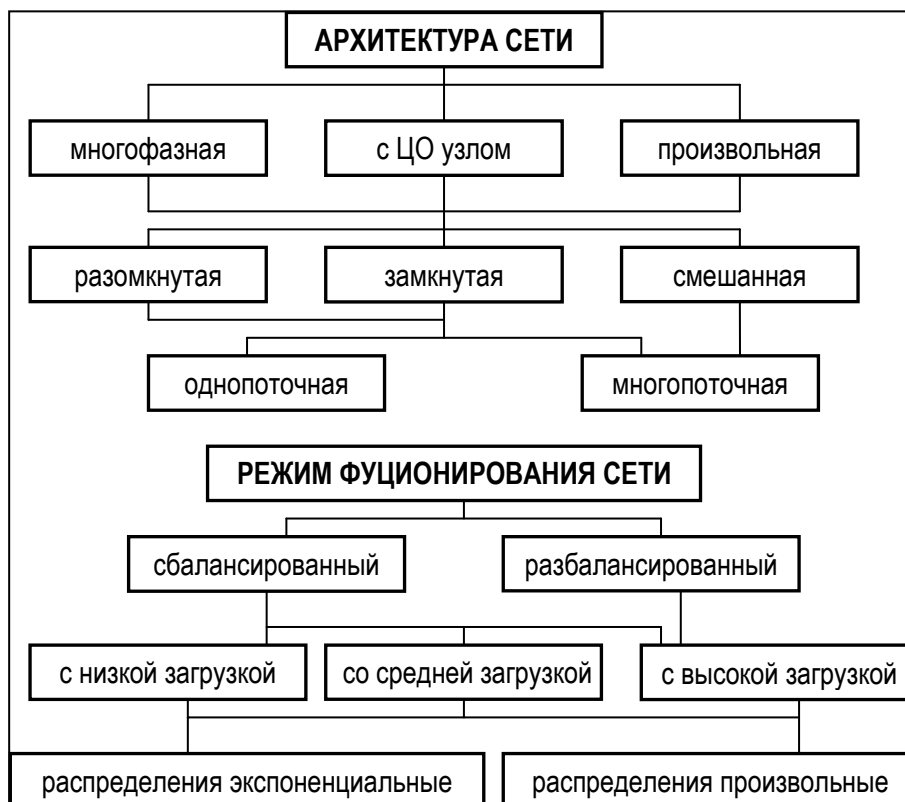 АРХИТЕКТУРА СЕТИ
многофазная
с ЦО узлом
произвольная
разомкнутая
замкнутая
смешанная
однопоточная
многопоточная
РЕЖИМ ФУЦИОНИРОВАНИЯ СЕТИ
сбалансированный
разбалансированный
с низкой загрузкой
со средней загрузкой
с высокой загрузкой
распределения экспоненциальные
распределения произвольные